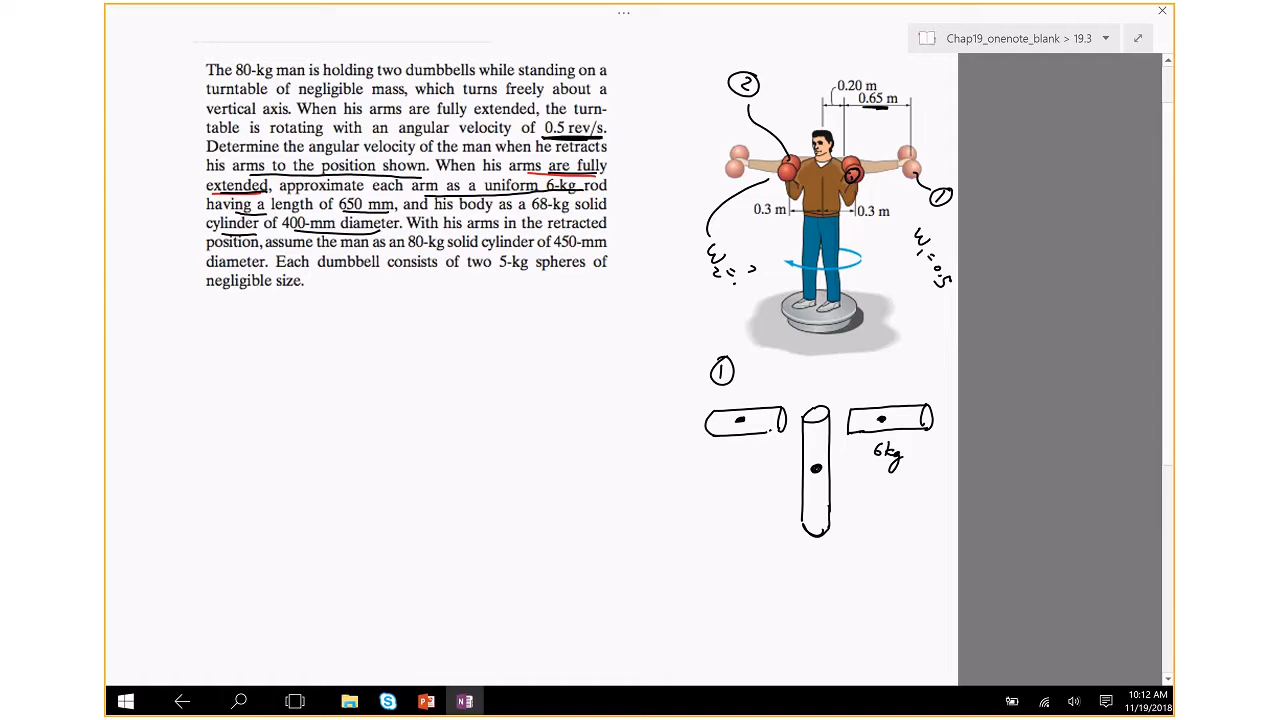 ...
Chap19_onenote_blank > 19.3
The 80-kg man is holding two dumbbells while standing on a
turntable of negligible mass, which turns freely about a
vertical axis. When his arms are fully extended, the turn-
table is rotating with an angular velocity of 0.5 rev/s.
Determine the angular velocity of the man when he retracts
his arms to the position shown. When his arms are fully
extended, approximate each arm as a uniform 6-kg rod
having a length of 650 mm, and his body as a 68-kg solid
cylinder of 400-mm diameter. With his arms in the retracted
position, assume the man as an 80-kg solid cylinder of 450-mm
diameter. Each dumbbell consists of two 5-kg spheres of
negligible size.
2
0.20 m
0.65 m
1
0.3 m
0.3 m
ω2 = ?
ω1 = 0.5
1
6kg
10:12 AM
11/19/2018